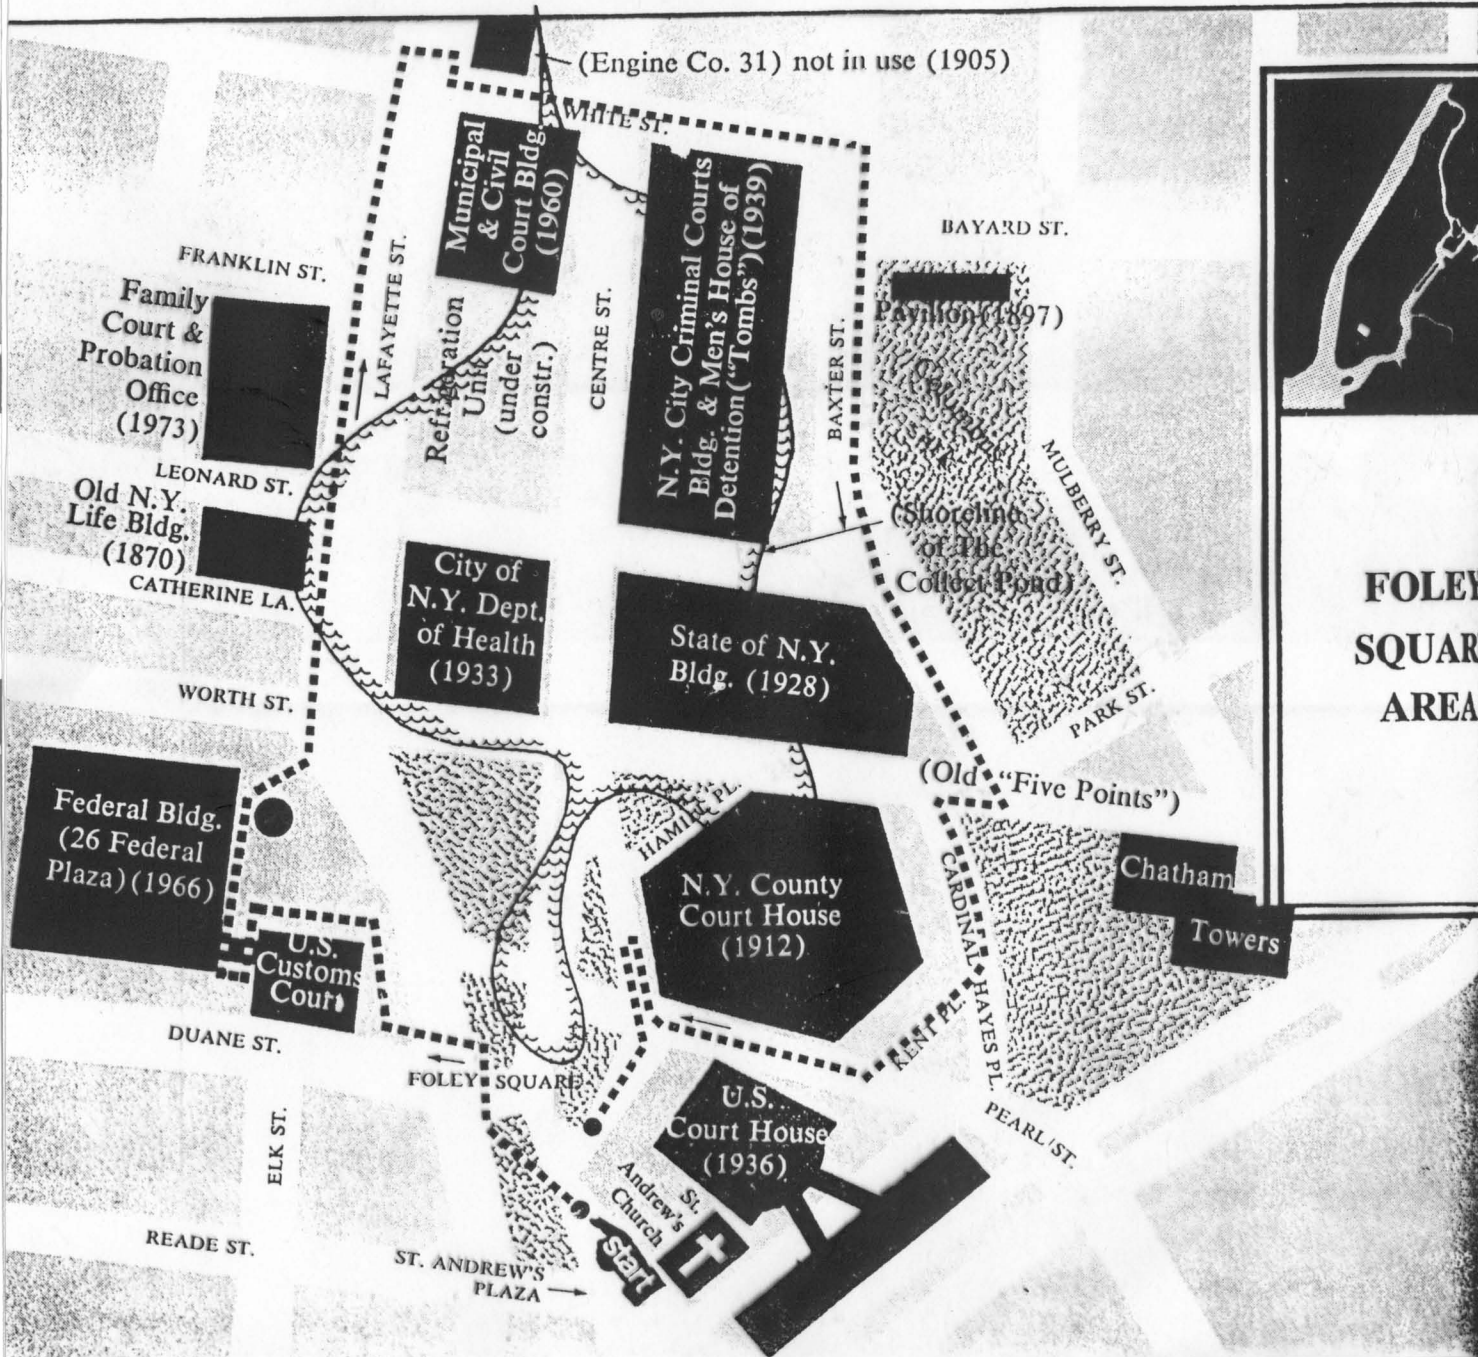 (Engine Co. 31) not in use (1905)
WHITE ST.
Municipal
& Civil
Court Bldg.
(1960)
N.Y. City Criminal Courts
Bldg. & Men's House of
Detention ("Tombs") (1939)
BAYARD ST.
FRANKLIN ST.
LAFAYETTE ST.
Family
Court &
Probation
Office
(1973)
Refrigeration
Unit
(under
constr.)
CENTRE ST.
BAXTER ST.
Pavilion (1897)
Columbus
MULBERRY ST.
LEONARD ST.
Old N.Y.
Life Bldg.
(1870)
CATHERINE LA.
(Shoreline
of The
Collect Pond)
City of
N.Y. Dept.
of Health
(1933)
State of N.Y.
Bldg. (1928)
FOLEY
SQUAR
AREA
WORTH ST.
PARK ST.
(Old "Five Points")
Federal Bldg.
(26 Federal
Plaza) (1966)
HAMILL PL.
N.Y. County
Court House
(1912)
CARDINAL HAYES PL.
Chatham
Towers
U.S.
Customs
Court
KENT PL.
DUANE ST.
FOLEY SQUARE
PEARL ST.
ELK ST.
U.S.
Court House
(1936)
St.
Andrew's
Church
READE ST.
ST. ANDREW'S
PLAZA
start